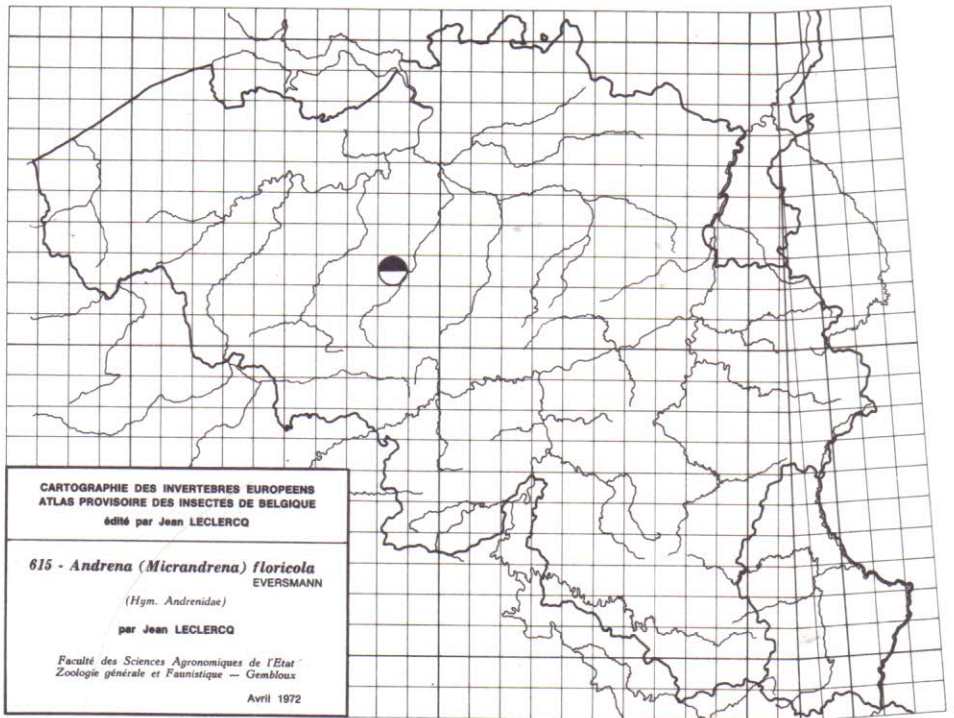 CARTOGRAPHIE DES INVERTEBRES EUROPEENS
ATLAS PROVISOIRE DES INSECTES DE BELGIQUE
édité par Jean LECLERCQ
615 - Andrena (Micrandrena) floricola
EVERSMANN
(Hym. Andrenidae)
par Jean LECLERCQ
Faculté des Sciences Agronomiques de l'Etat
Zoologie générale et Faunistique — Gembloux
Avril 1972